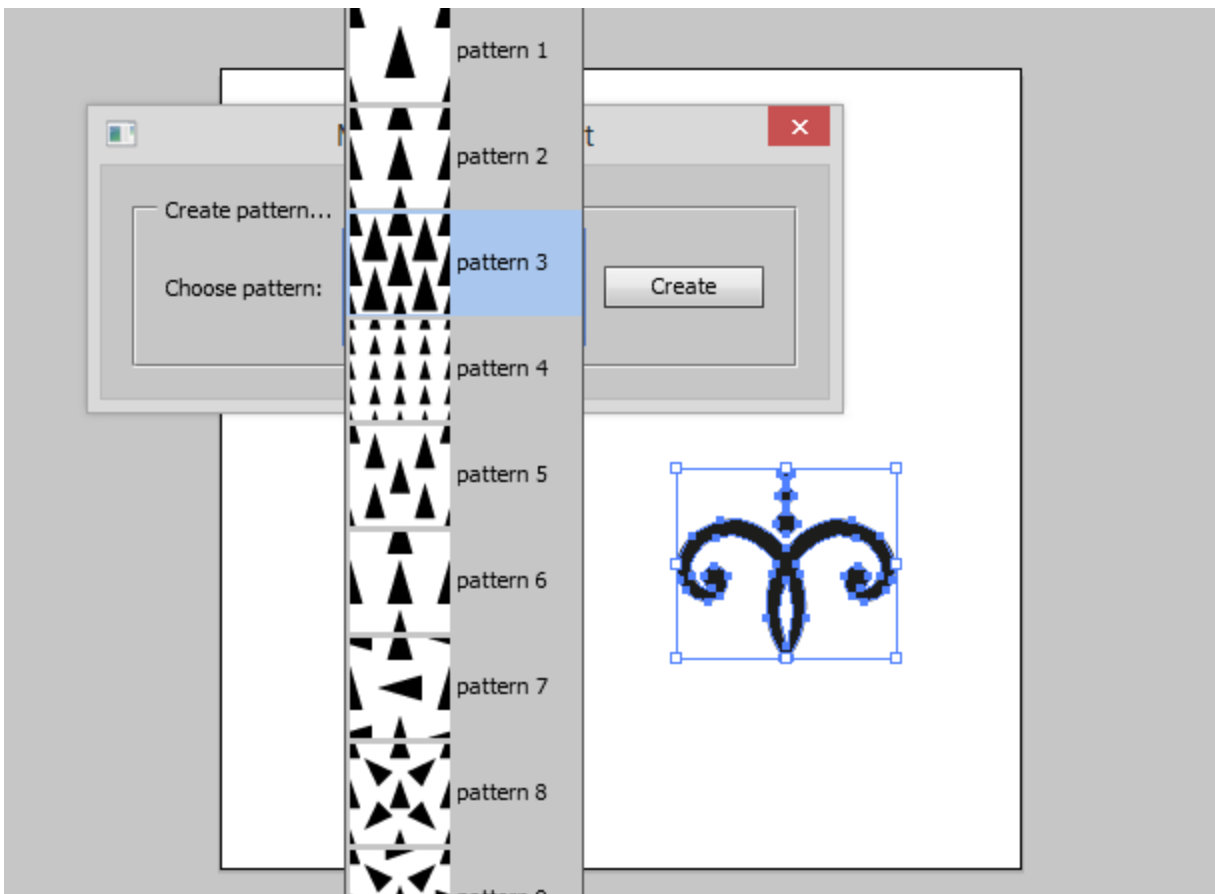 pattern 1
pattern 2
Create pattern...
pattern 3
Choose pattern:
Create
pattern 4
pattern 5
pattern 6
pattern 7
pattern 8